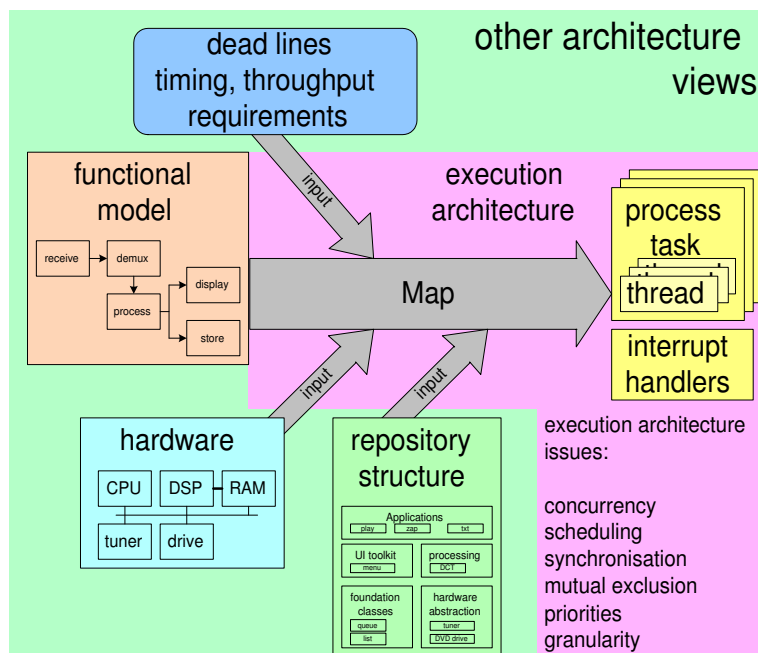 dead lines
timing, throughput
requirements
other architecture
views
input
functional
model
receive
demux
process
display
store
execution
architecture
Map
process
task
thread
interrupt
handlers
input
input
hardware
CPU
DSP
RAM
tuner
drive
repository
structure
Applications
play
zap
txt
UI toolkit
menu
processing
DCT
foundation
classes
queue
list
hardware
abstraction
tuner
DVD drive
execution architecture
issues:
concurrency
scheduling
synchronisation
mutual exclusion
priorities
granularity